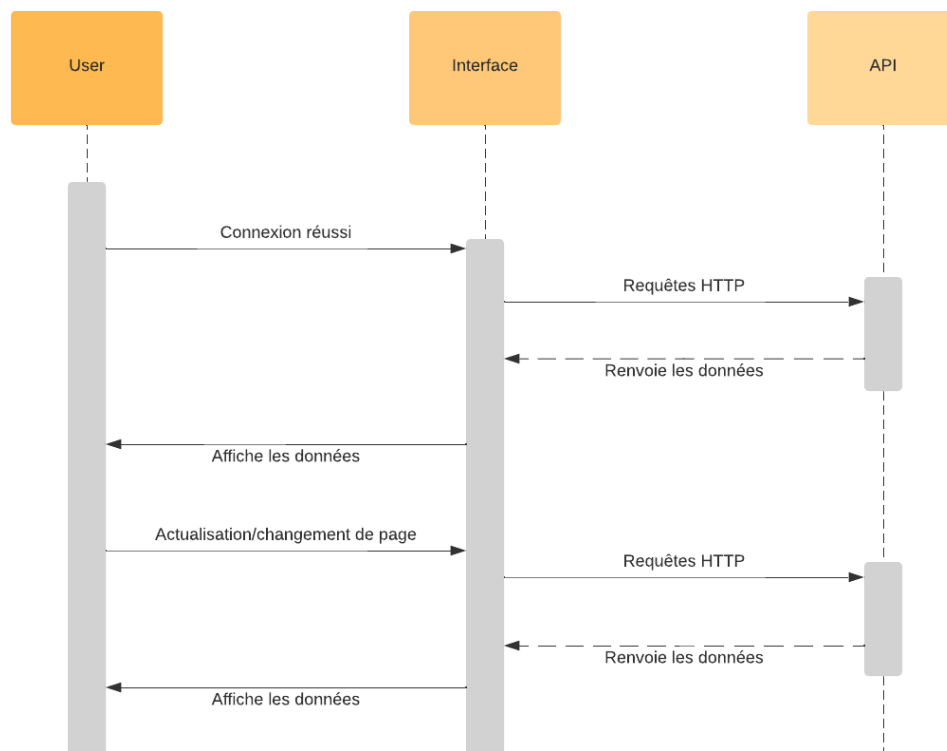 User
Interface
API
Connexion réussi
Requêtes HTTP
Renvoie les données
Affiche les données
Actualisation/changement de page
Requêtes HTTP
Renvoie les données
Affiche les données